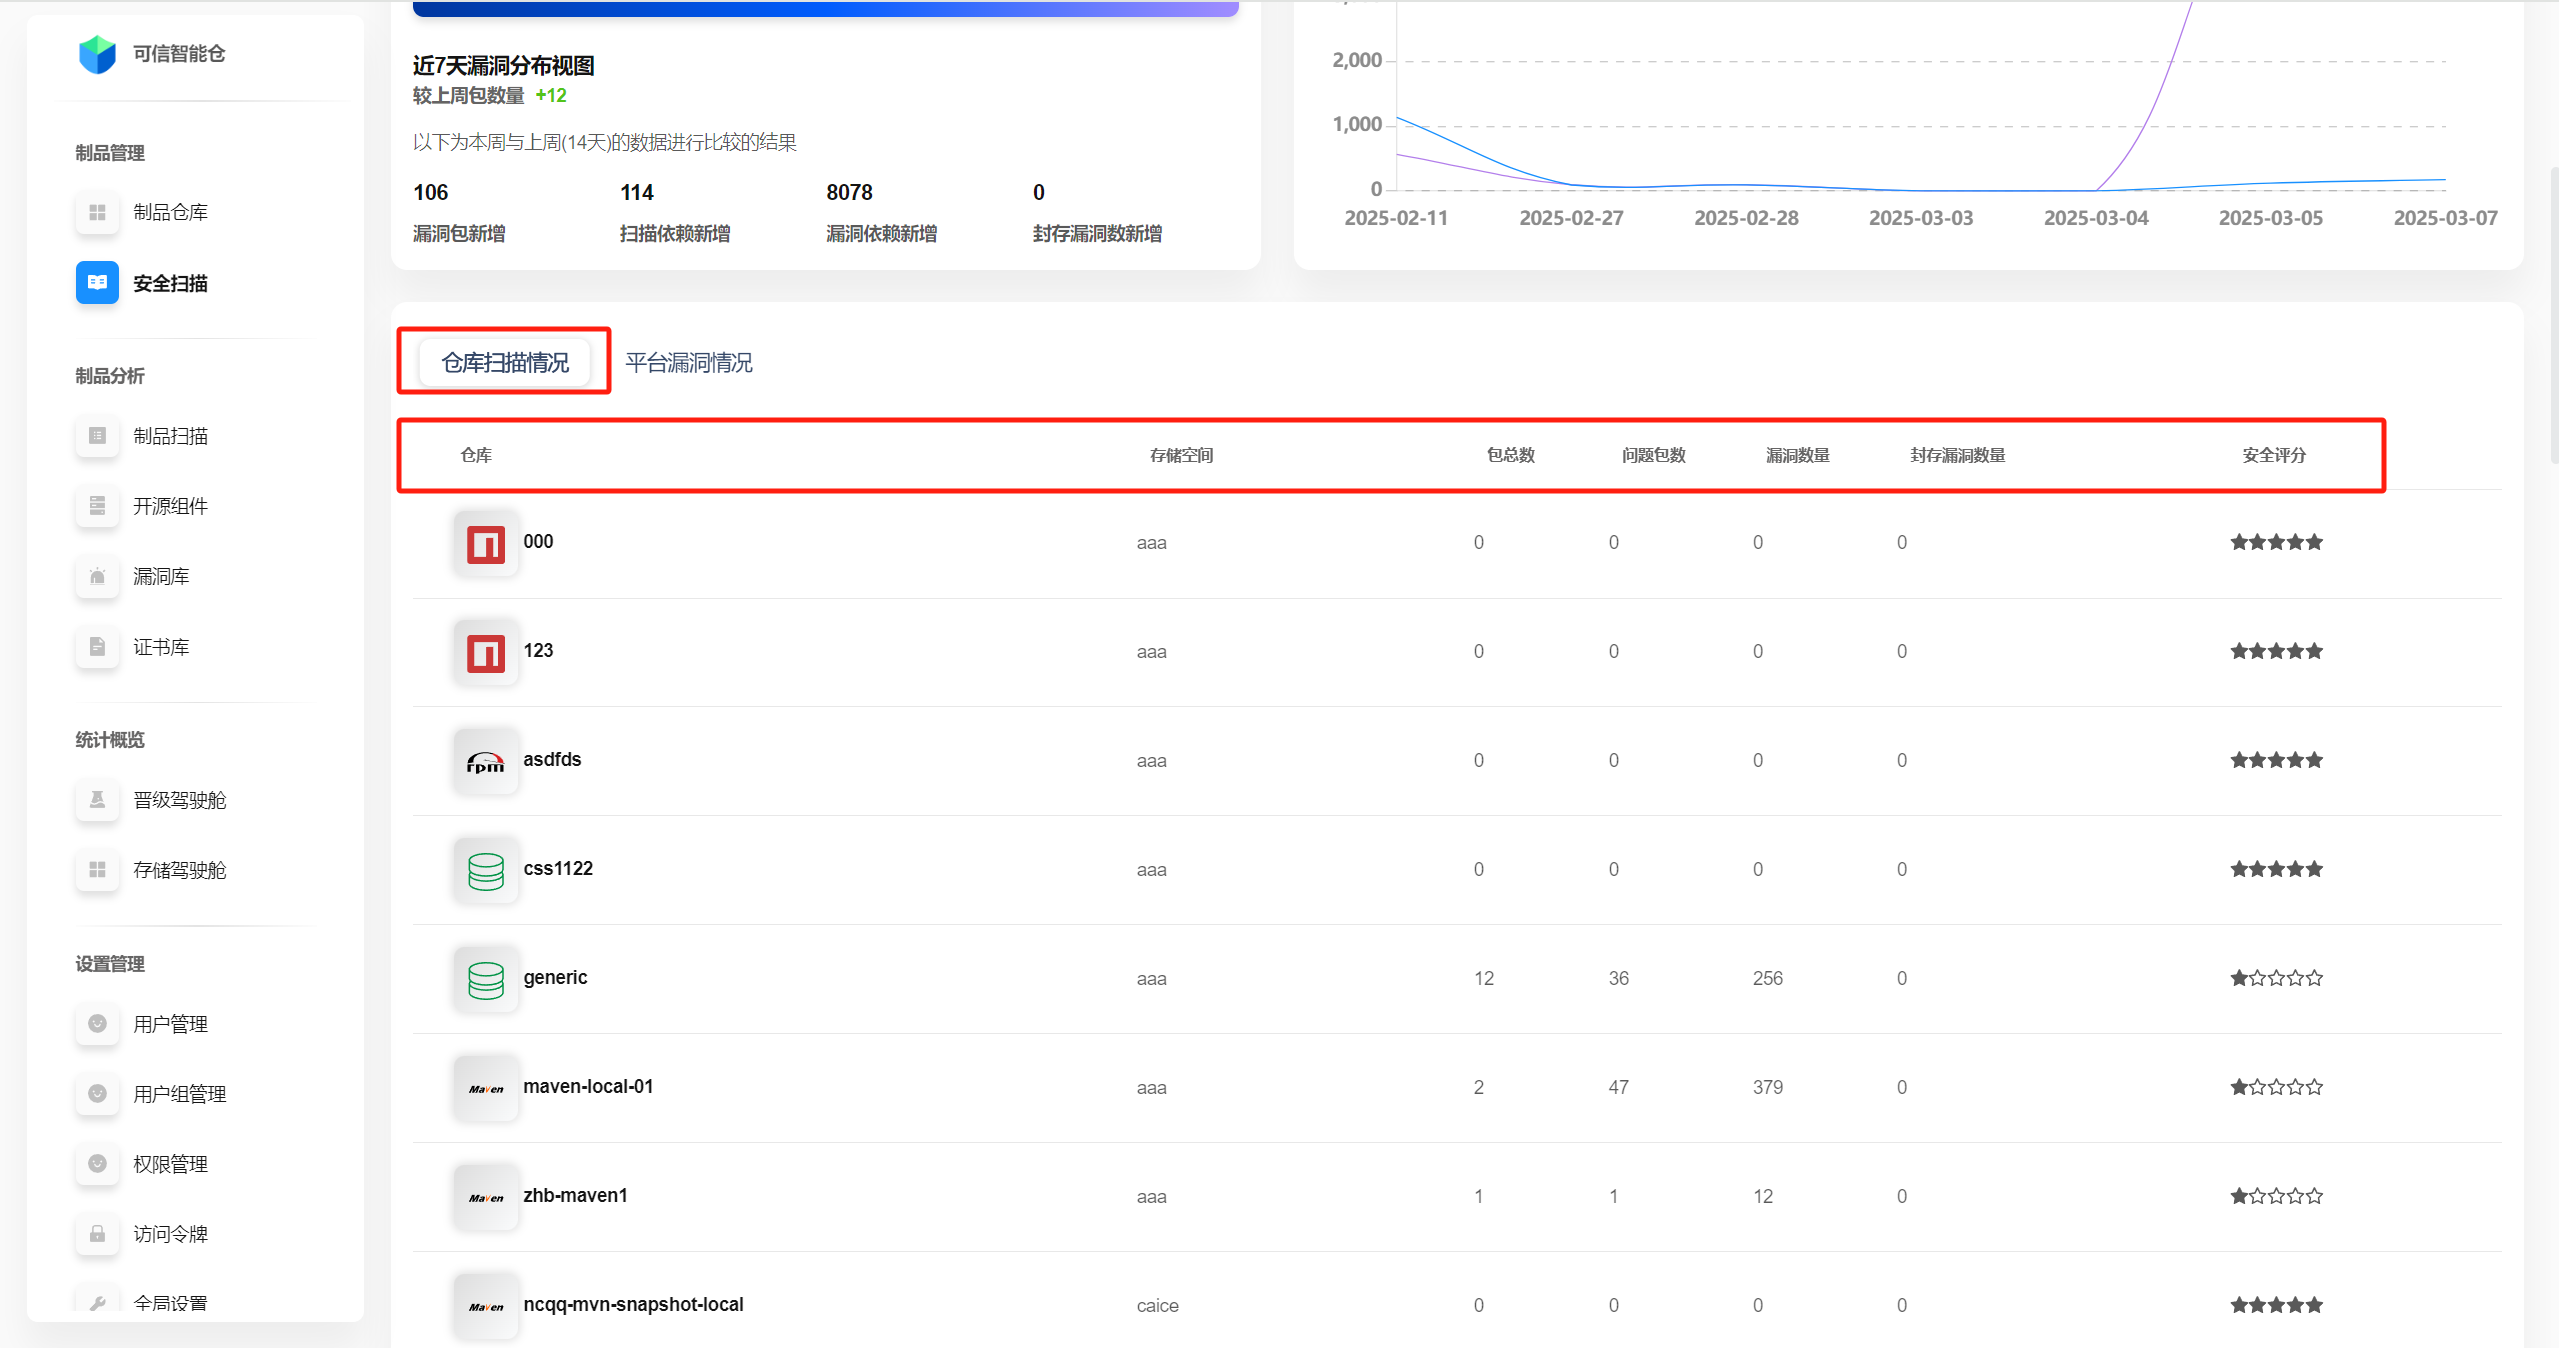 可信智能仓
制品管理
制品仓库
安全扫描
制品分析
制品扫描
开源组件
漏洞库
证书库
统计概览
晋级驾驶舱
存储驾驶舱
设置管理
用户管理
用户组管理
权限管理
访问令牌
全局设置
近7天漏洞分布视图
较上周包数量 +12
以下为本周与上周(14天)的数据进行比较的结果
106 114 8078 0
漏洞包新增 扫描依赖新增 漏洞依赖新增 封存漏洞数新增
2,000
1,000
0
2025-02-11 2025-02-27 2025-02-28 2025-03-03 2025-03-04 2025-03-05 2025-03-07
仓库扫描情况 平台漏洞情况
仓库 存储空间 包总数 问题包数 漏洞数量 封存漏洞数量 安全评分
000 aaa 0 0 0 0
123 aaa 0 0 0 0
rpm asdfds aaa 0 0 0 0
css1122 aaa 0 0 0 0
generic aaa 12 36 256 0
Maven maven-local-01 aaa 2 47 379 0
Maven zhb-maven1 aaa 1 1 12 0
Maven ncqq-mvn-snapshot-local caice 0 0 0 0